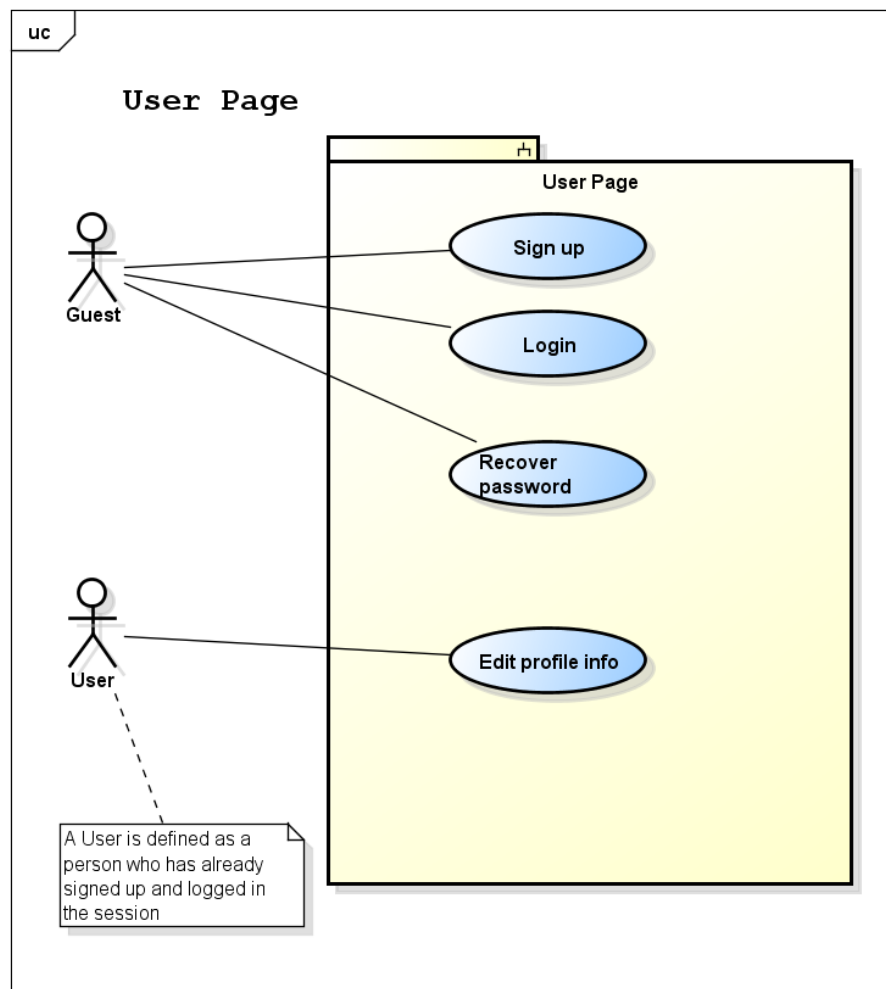 uc
User Page
User Page
Sign up
Guest
Login
Recover
password
User
Edit profile info
A User is defined as a
person who has already
signed up and logged in
the session